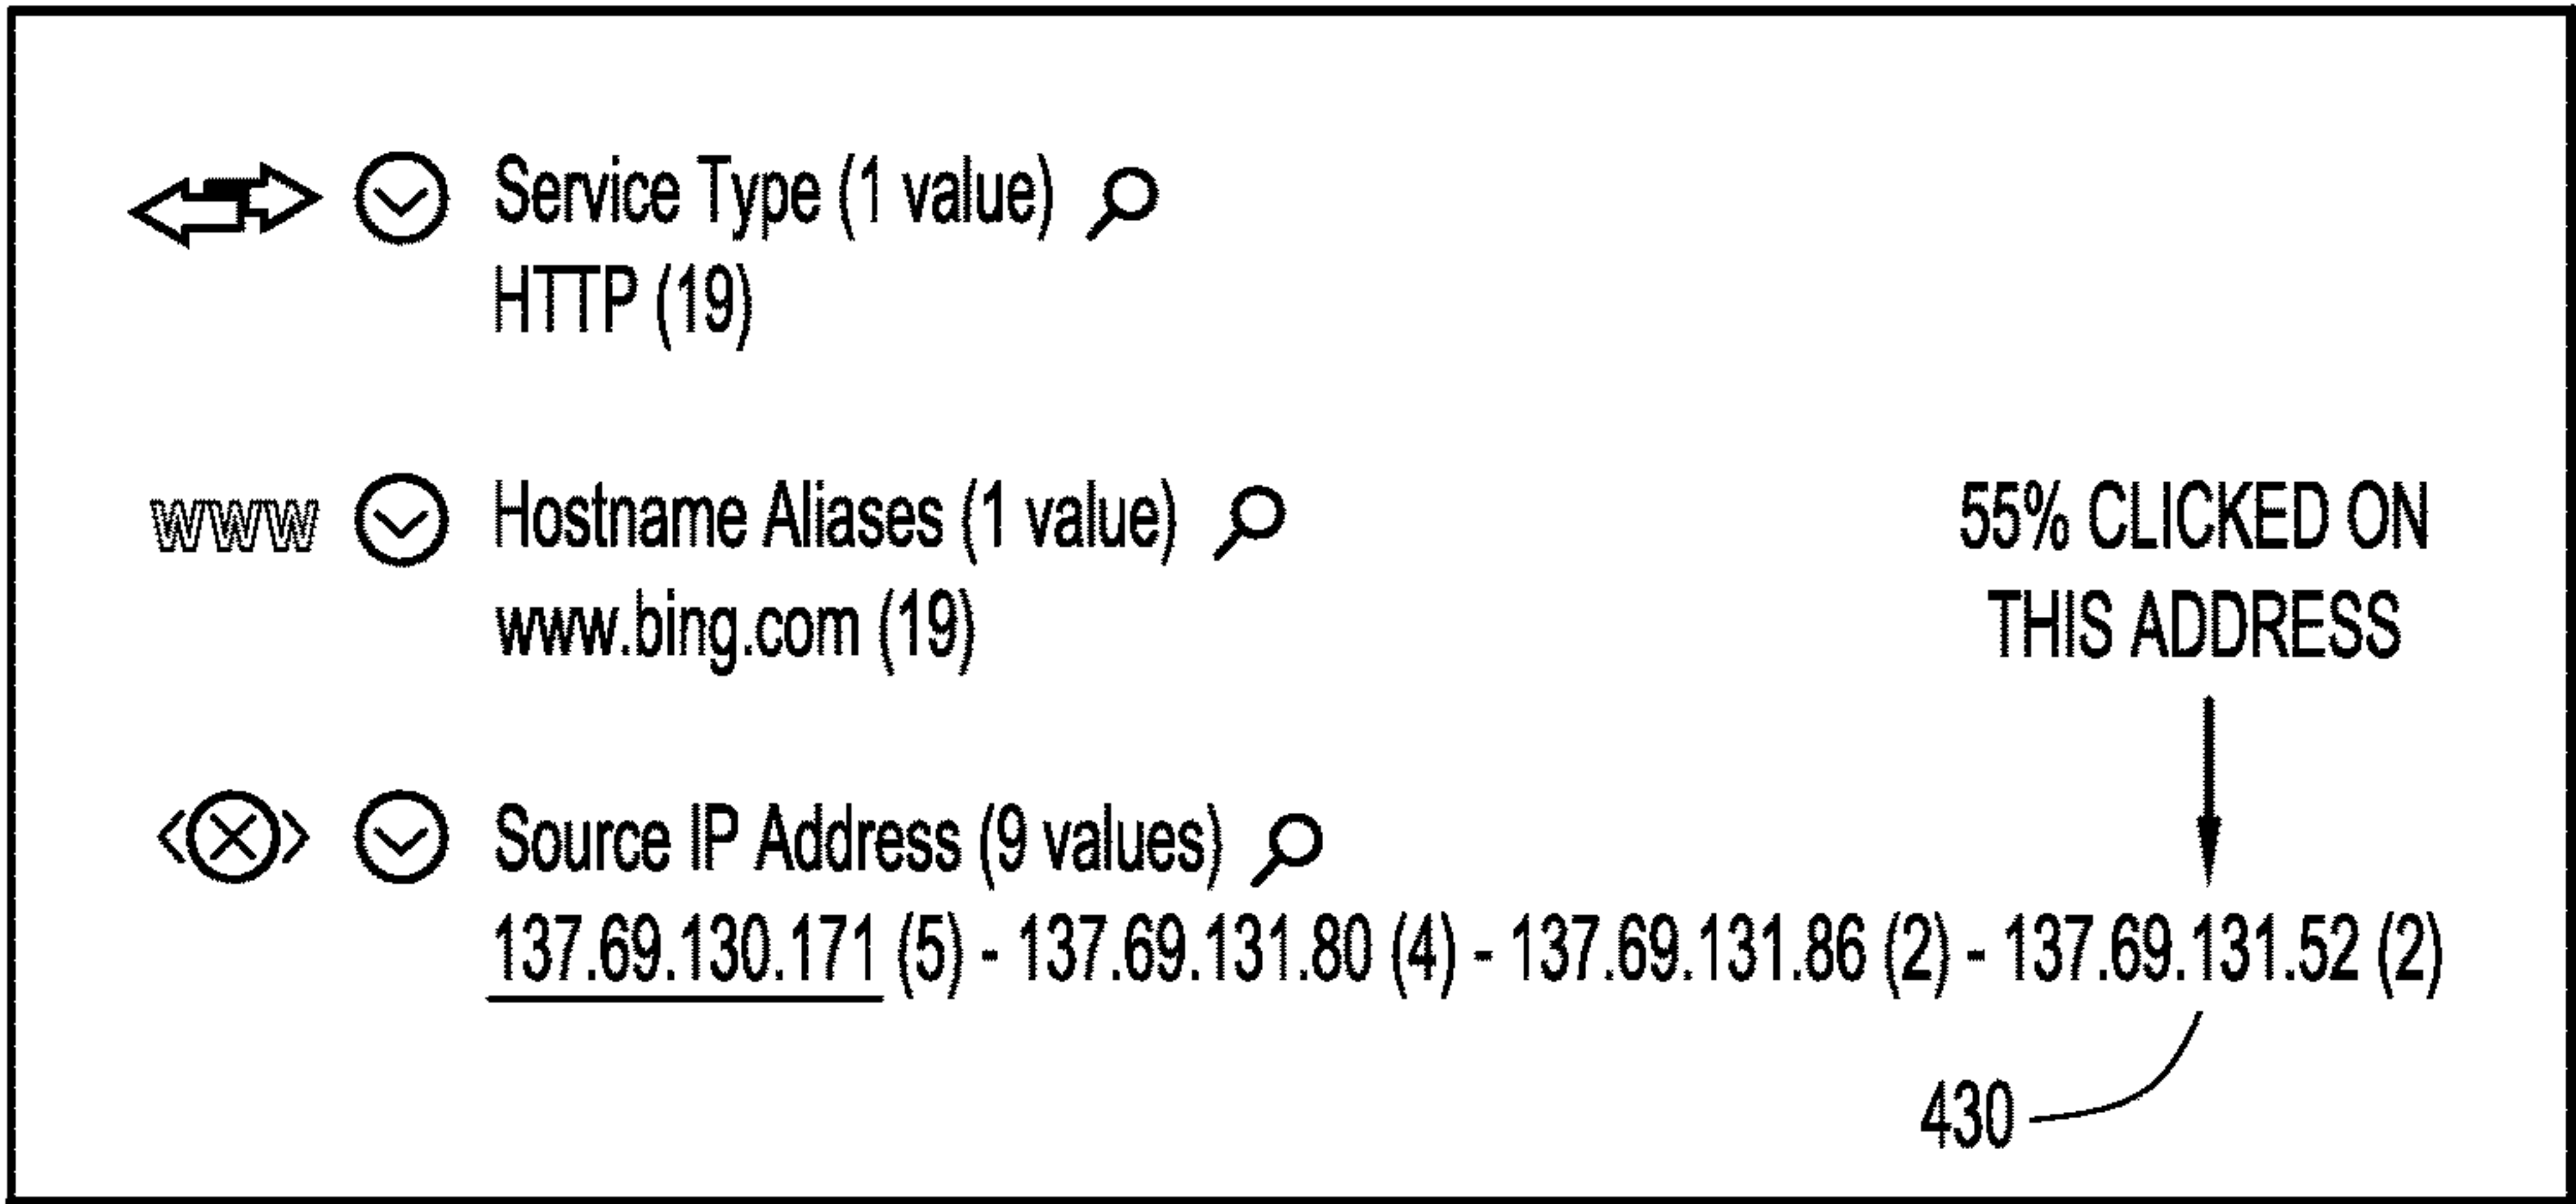 Service Type (1 value)
HTTP (19)
www
Hostname Aliases (1 value)
www.bing.com (19)
55% CLICKED ON
THIS ADDRESS
Source IP Address (9 values)
137.69.130.171 (5) - 137.69.131.80 (4) - 137.69.131.86 (2) - 137.69.131.52 (2)
430